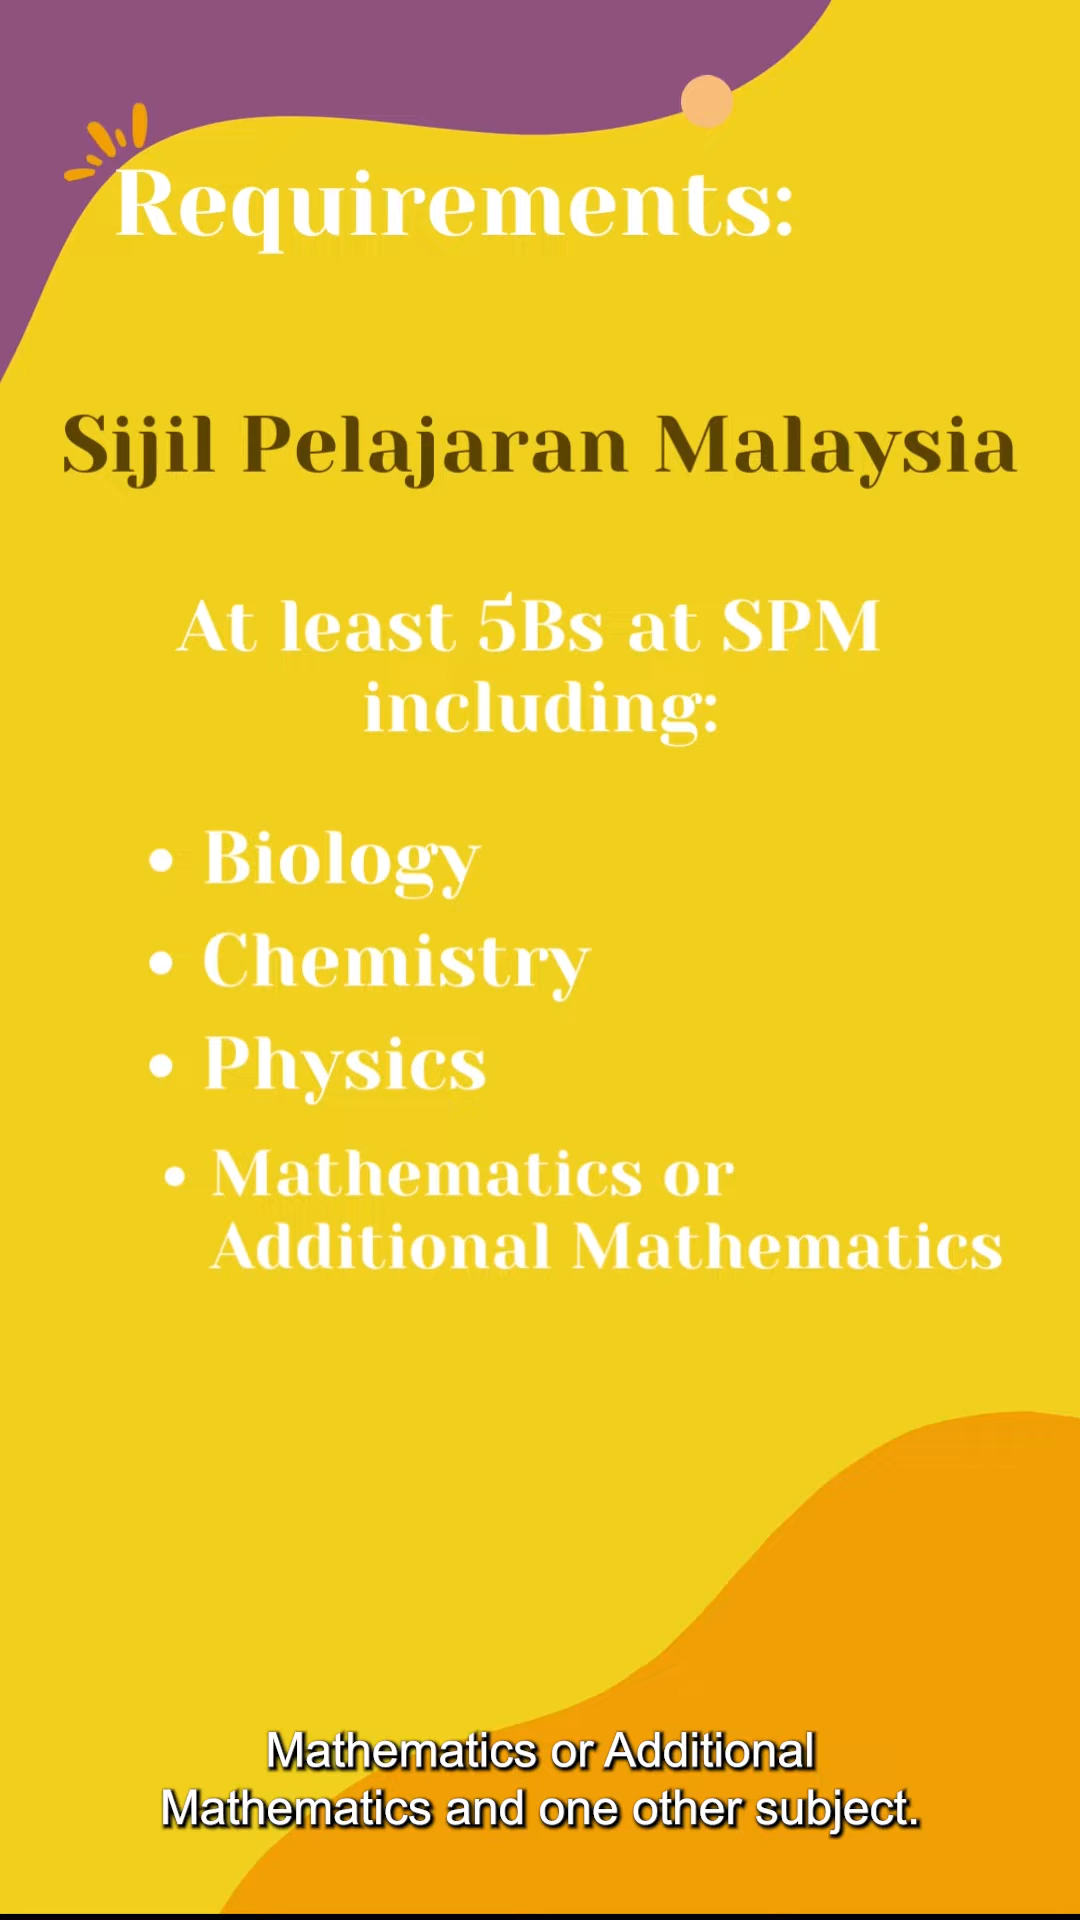 Requirements:
Sijil Pelajaran Malaysia
At least 5Bs at SPM
including:
• Biology
• Chemistry
• Physics
• Mathematics or
Additional Mathematics
Mathematics or Additional
Mathematics and one other subject.